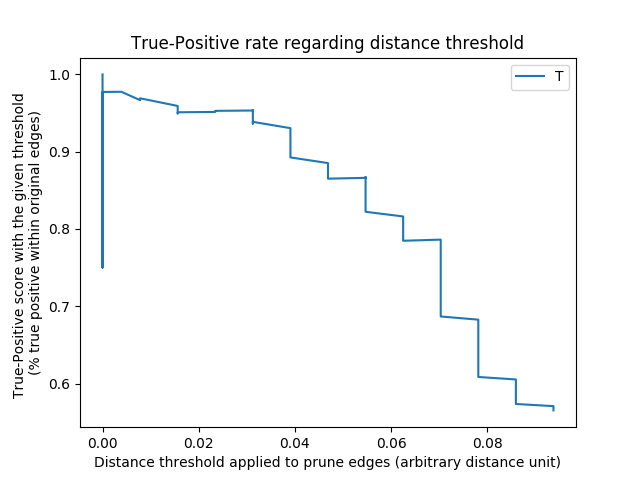 True-Positive rate regarding distance threshold
T
True-Positive score with the given threshold
(% true positive within original edges)
1.0
0.9
0.8
0.7
0.6
0.00 0.02 0.04 0.06 0.08
Distance threshold applied to prune edges (arbitrary distance unit)